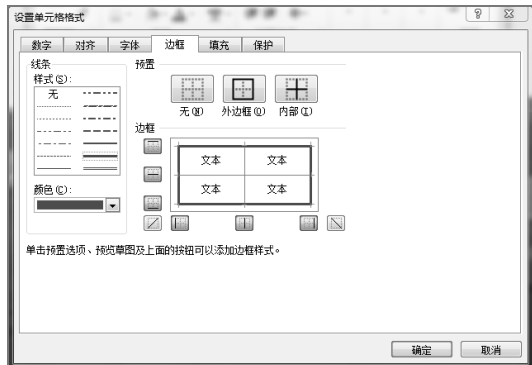 设置单元格格式
数字 对齐 字体 边框 填充 保护
线条
样式(S):
无
颜色(C):
预置
无(N) 外边框(O) 内部(I)
边框
文本 文本
文本 文本
单击预置选项、预览草图及上面的按钮可以添加边框样式。
确定 取消